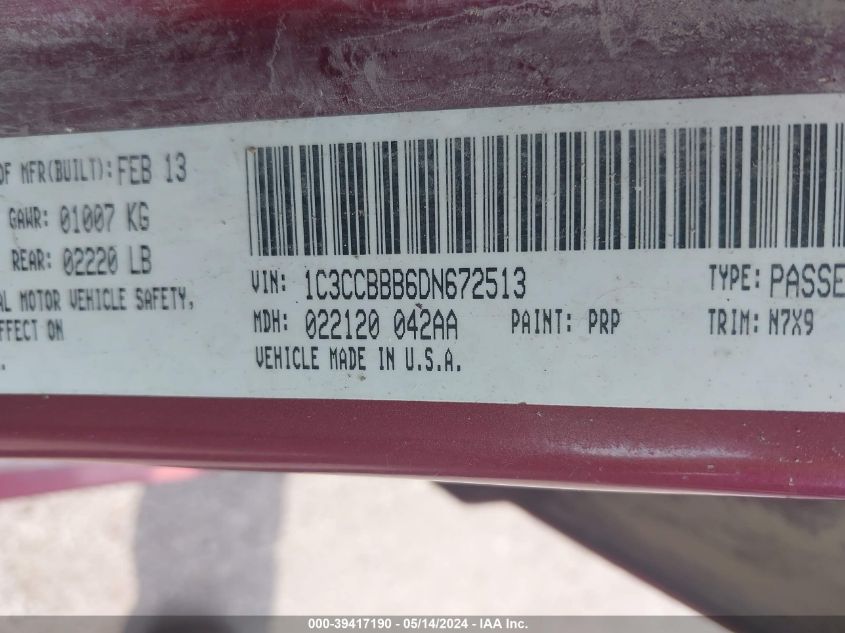 OF MFR(BUILT): FEB 13
GAWR: 01007 KG
REAR: 02220 LB
AL MOTOR VEHICLE SAFETY,
FFECT ON
VIN: 1C3CCBBB6DN672513
TYPE: PASSE
MDH: 022120 042AA
PAINT: PRP
TRIM: N7X9
VEHICLE MADE IN U.S.A.
000-39417190 - 05/14/2024 - IAA Inc.